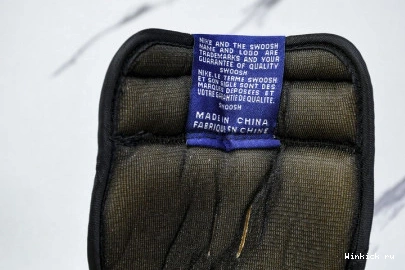 NIKE AND THE SWOOSH
NAME AND LOGO ARE
TRADEMARKS AND YOUR
GUARANTEE OF QUALITY
SWOOSH
NIKE, LE TERME SWOOSH
ET SON SIGLE SONT DES
MARQUES DEPOSEES ET
VOTRE GARANTIE DE QUALITE.
SWOOSH
MADE IN CHINA
FABRIQUE EN CHINE
Winkick.ru